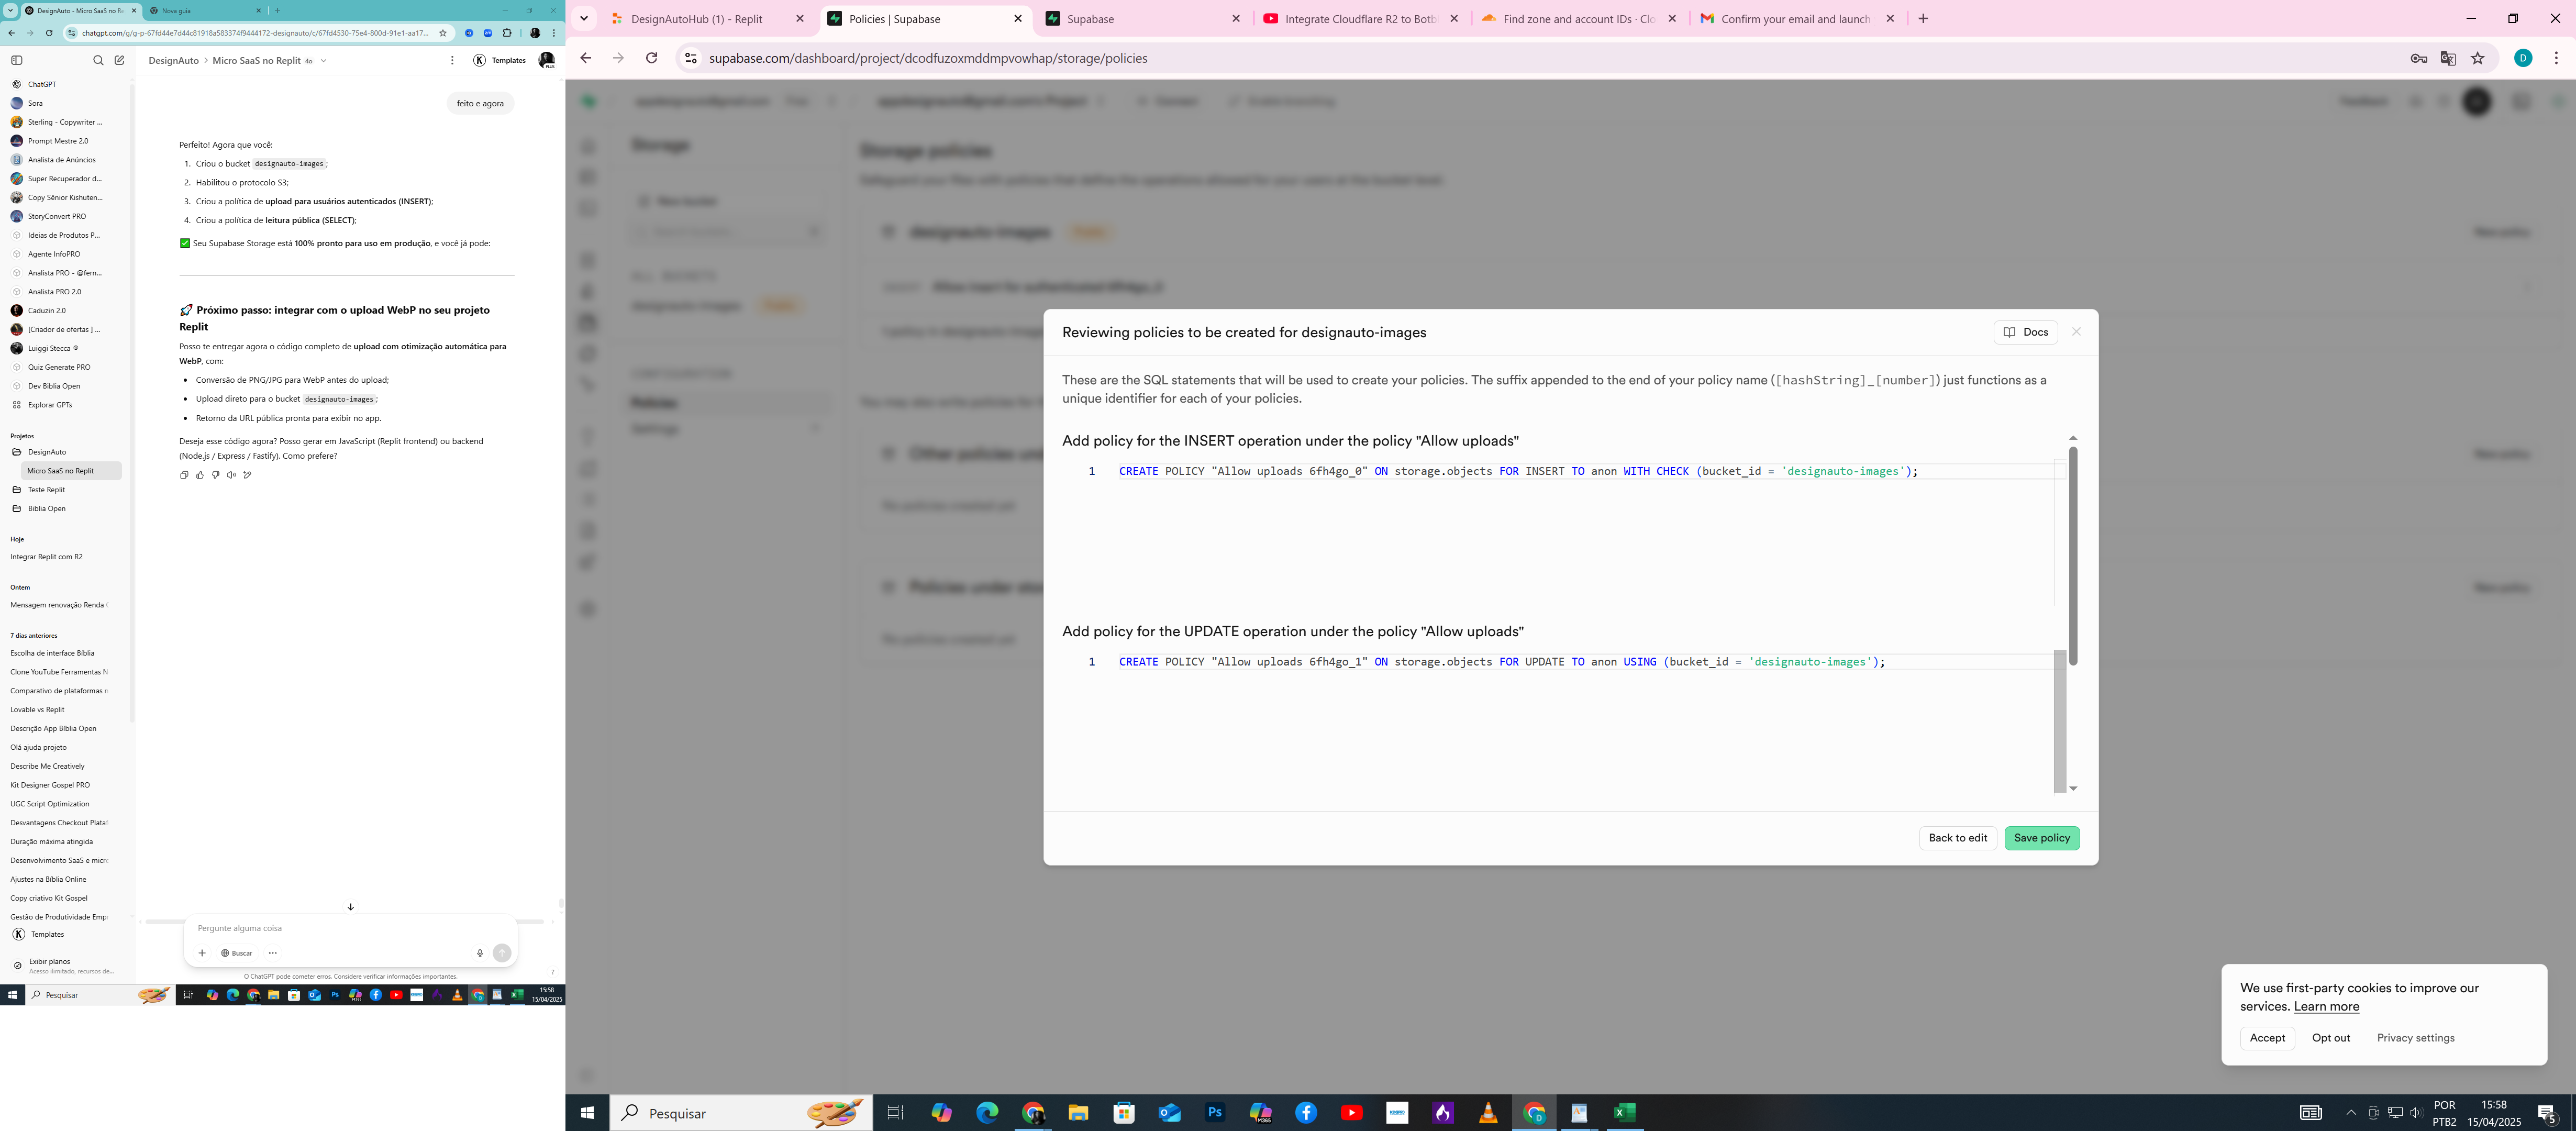 DesignAuto - Micro SaaS no Re
Nova guia
chatgpt.com/g/g-p-67fd44e7d44c81918a583374f9444172-designauto/c/67fd4530-75e4-800d-91e1-aa17...
ChatGPT
Sora
Sterling - Copywriter ...
Prompt Mestre 2.0
Analista de Anúncios
Super Recuperador d...
Copy Sênior Kishuten...
StoryConvert PRO
Ideias de Produtos P...
Agente InfoPRO
Analista PRO - @fern...
Analista PRO 2.0
Caduzin 2.0
[Criador de ofertas ] ...
Luiggi Stecca ®
Quiz Generate PRO
Dev Biblia Open
Explorar GPTs
Projetos
DesignAuto
Micro SaaS no Replit
Teste Replit
Biblia Open
Hoje
Integrar Replit com R2
Ontem
Mensagem renovação Renda
7 dias anteriores
Escolha de interface Bíblia
Clone YouTube Ferramentas N
Comparativo de plataformas n
Lovable vs Replit
Descrição App Bíblia Open
Olá ajuda projeto
Describe Me Creatively
Kit Designer Gospel PRO
UGC Script Optimization
Desvantagens Checkout Plataf
Duração máxima atingida
Desenvolvimento SaaS e micro
Ajustes na Bíblia Online
Copy criativo Kit Gospel
Gestão de Produtividade Emp
Templates
Exibir planos
Acesso ilimitado, recursos de...
DesignAuto > Micro SaaS no Replit 4o
Templates
PLUS
feito e agora
Perfeito! Agora que você:
1. Criou o bucket designauto-images;
2. Habilitou o protocolo S3;
3. Criou a política de upload para usuários autenticados (INSERT);
4. Criou a política de leitura pública (SELECT);
✅ Seu Supabase Storage está 100% pronto para uso em produção, e você já pode:
🚀 Próximo passo: integrar com o upload WebP no seu projeto
Replit
Posso te entregar agora o código completo de upload com otimização automática para
WebP, com:
• Conversão de PNG/JPG para WebP antes do upload;
• Upload direto para o bucket designauto-images;
• Retorno da URL pública pronta para exibir no app.
Deseja esse código agora? Posso gerar em JavaScript (Replit frontend) ou backend
(Node.js / Express / Fastify). Como prefere?
Pergunte alguma coisa
Buscar
O ChatGPT pode cometer erros. Considere verificar informações importantes.
Pesquisar
15:58
15/04/2025
DesignAutoHub (1) - Replit
Policies | Supabase
Supabase
Integrate Cloudflare R2 to Botb
Find zone and account IDs · Clo
Confirm your email and launch
supabase.com/dashboard/project/dcodfuzoxmddmpvowhap/storage/policies
D
Storage
Storage policies
designauto-images
Policies
Settings
Reviewing policies to be created for designauto-images
Docs
These are the SQL statements that will be used to create your policies. The suffix appended to the end of your policy name ([hashString]_[number]) just functions as a
unique identifier for each of your policies.
Add policy for the INSERT operation under the policy "Allow uploads"
1 CREATE POLICY "Allow uploads 6fh4go_0" ON storage.objects FOR INSERT TO anon WITH CHECK (bucket_id = 'designauto-images');
Add policy for the UPDATE operation under the policy "Allow uploads"
1 CREATE POLICY "Allow uploads 6fh4go_1" ON storage.objects FOR UPDATE TO anon USING (bucket_id = 'designauto-images');
Back to edit
Save policy
We use first-party cookies to improve our
services. Learn more
Accept
Opt out
Privacy settings
Pesquisar
POR
PTB2
15:58
15/04/2025
5